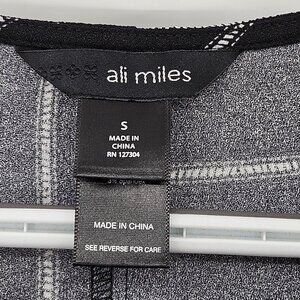 ali miles
S
MADE IN
CHINA
RN 127304
MADE IN CHINA
SEE REVERSE FOR CARE